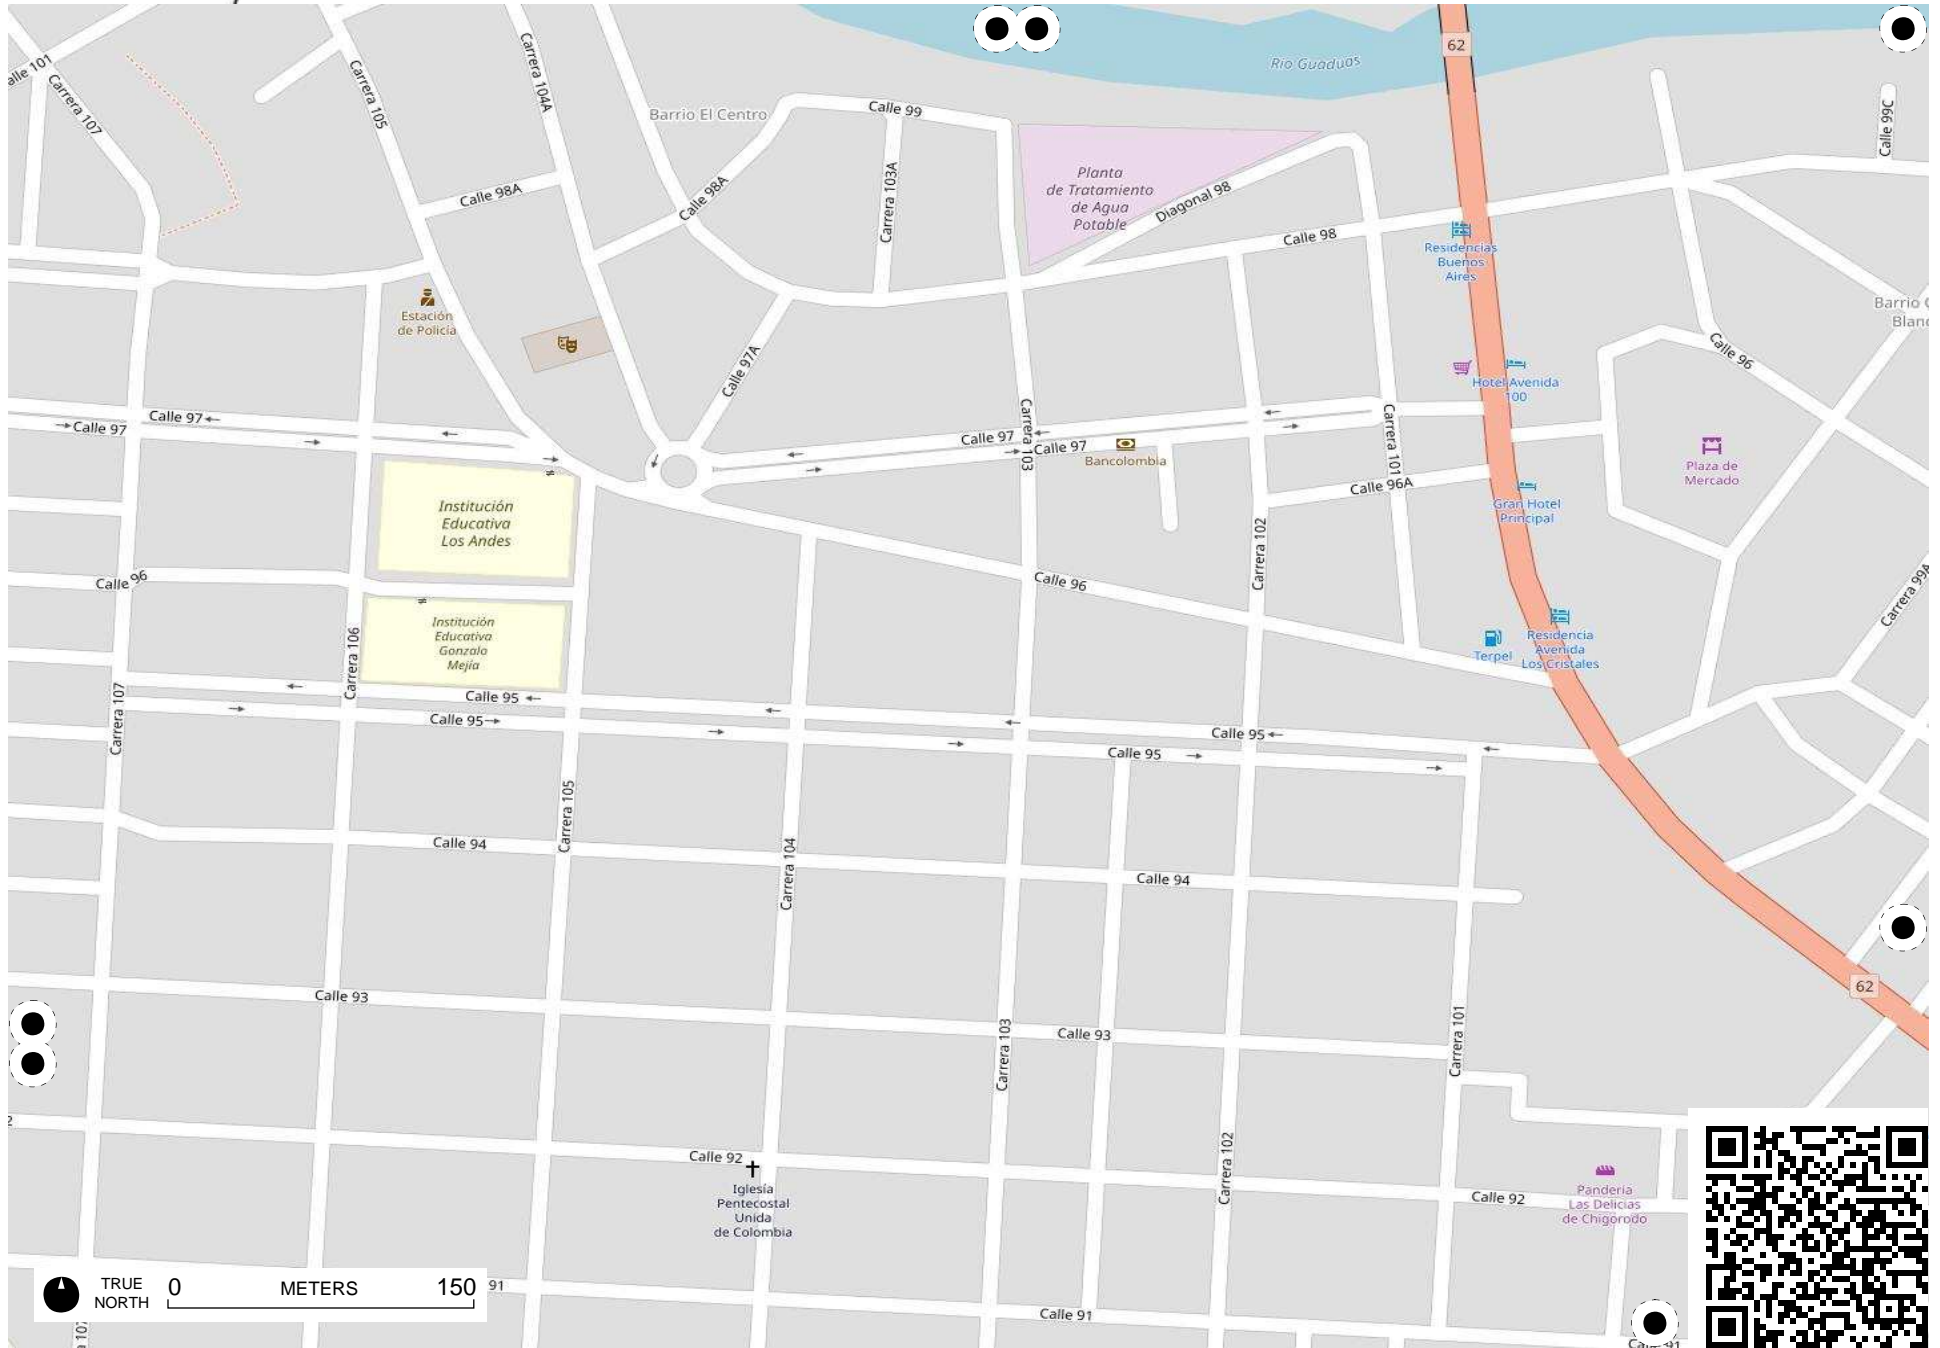 62
Rio Guaduas
alle 101
Carrera 107
Carrera 105
Carrera 104A
Barrio El Centro
Calle 99
Calle 99C
Calle 98A
Calle 98A
Carrera 103A
Planta
de Tratamiento
de Agua
Potable
Diagonal 98
Calle 98
Residencias
Buenos
Aires
Estación
de Policía
Barrio
Blan
Calle 97A
Calle 96
Hotel Avenida
100
Calle 97
Calle 97
Carrera 103
Calle 97
Calle 97
Bancolombia
Carrera 101
Plaza de
Mercado
Calle 96A
Gran Hotel
Principal
Institución
Educativa
Los Andes
Carrera 102
Calle 96
Calle 96
Carrera 99A
Institución
Educativa
Gonzalo
Mejía
Carrera 106
Terpel
Residencia
Avenida
Los Cristales
Carrera 107
Calle 95
Calle 95
Calle 95
Calle 95
Carrera 105
Carrera 104
Calle 94
Calle 94
62
Calle 93
Calle 93
Carrera 103
Carrera 101
2
Calle 92
Iglesia
Pentecostal
Unida
de Colombia
Carrera 102
Calle 92
Panderia
Las Delicias
de Chigorodo
TRUE
NORTH
0 METERS 150
91
Calle 91